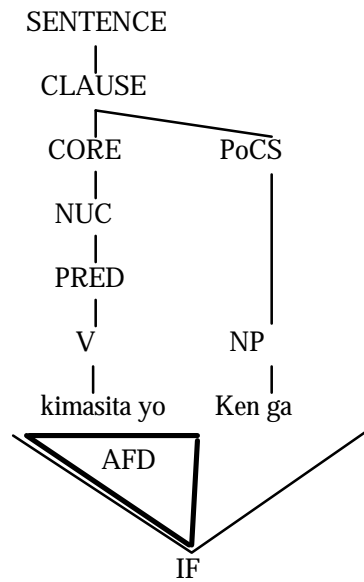 SENTENCE
CLAUSE
CORE PoCS
NUC
PRED
V NP
kimasita yo Ken ga
AFD
IF